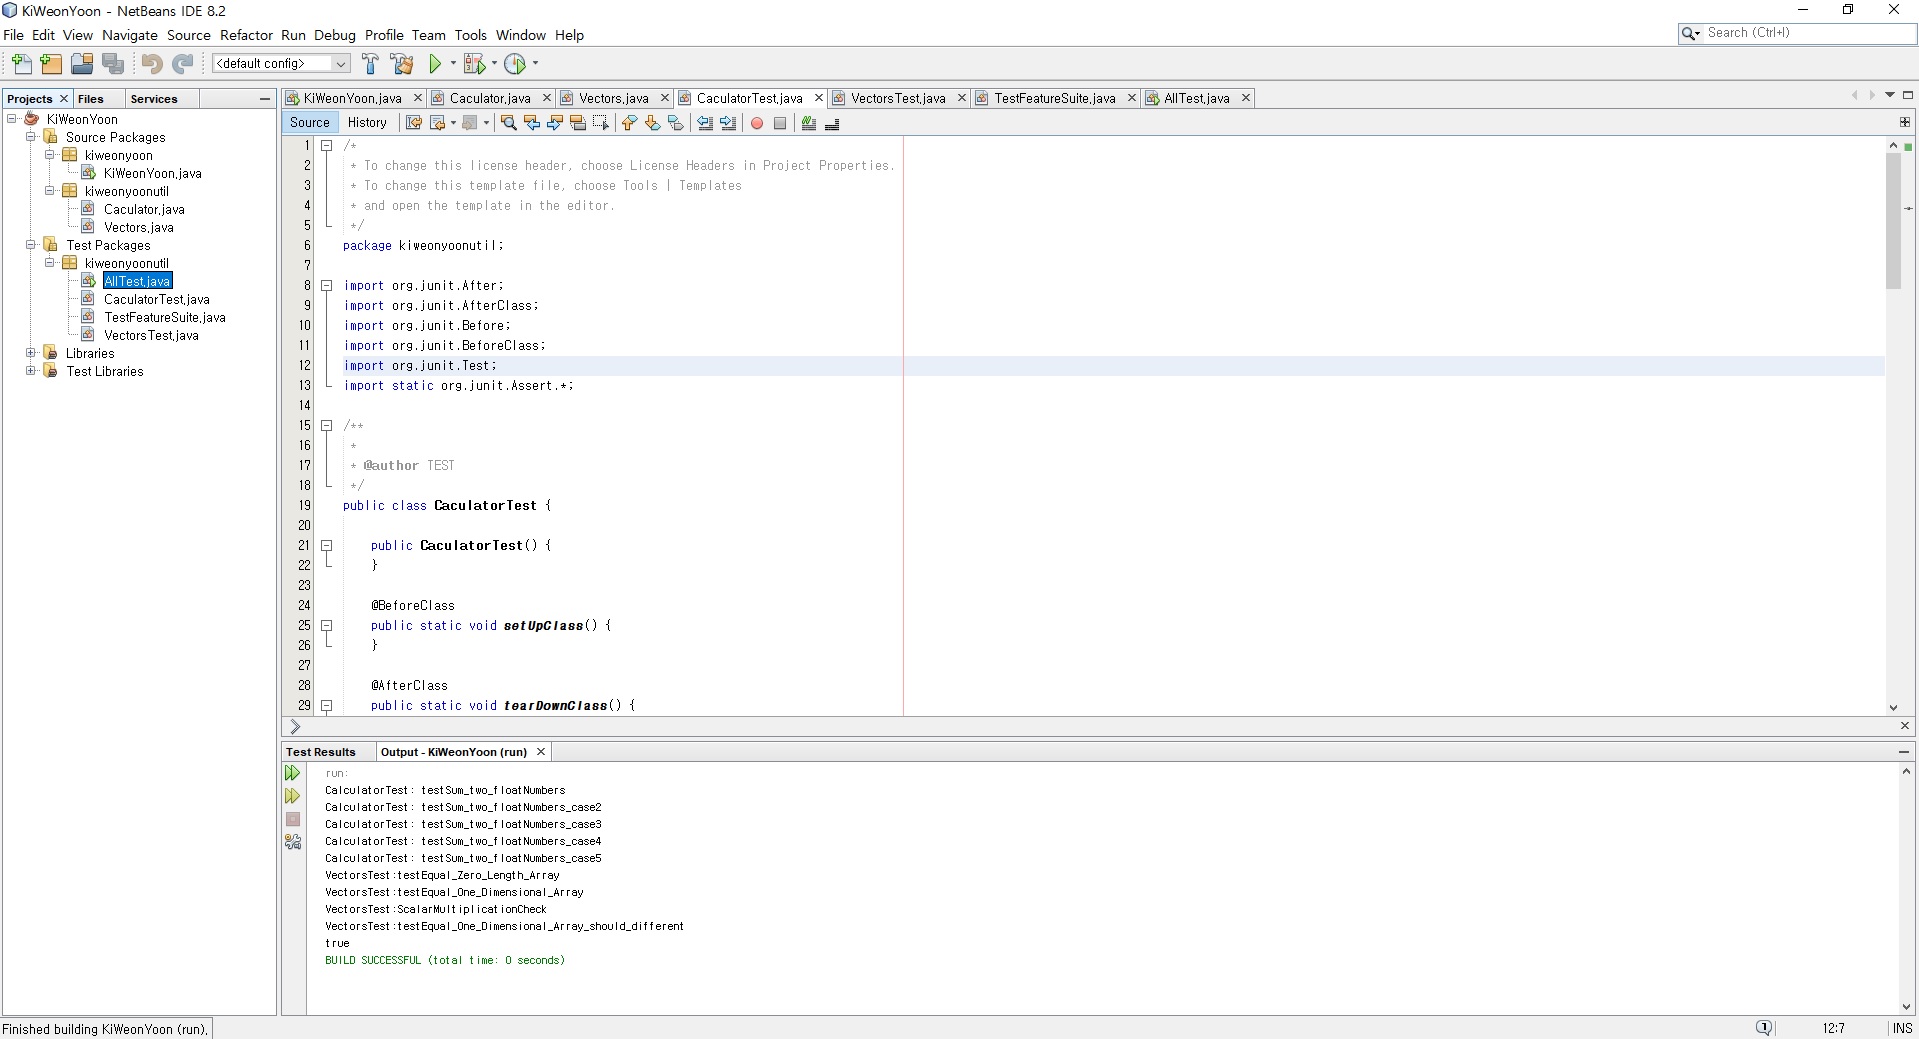 KiWeonYoon - NetBeans IDE 8.2
File Edit View Navigate Source Refactor Run Debug Profile Team Tools Window Help
Search (Ctrl+I)
<default config>
Projects Files Services
KiWeonYoon
Source Packages
kiweonyoon
KiWeonYoon.java
kiweonyoonutil
Caculator.java
Vectors.java
Test Packages
kiweonyoonutil
AllTest.java
CaculatorTest.java
TestFeatureSuite.java
VectorsTest.java
Libraries
Test Libraries
KiWeonYoon.java Caculator.java Vectors.java CaculatorTest.java VectorsTest.java TestFeatureSuite.java AllTest.java
Source History
1 /*
2 * To change this license header, choose License Headers in Project Properties.
3 * To change this template file, choose Tools | Templates
4 * and open the template in the editor.
5 */
6 package kiweonyoonutil;
7
8 import org.junit.After;
9 import org.junit.AfterClass;
10 import org.junit.Before;
11 import org.junit.BeforeClass;
12 import org.junit.Test;
13 import static org.junit.Assert.*;
14
15 /**
16 *
17 * @author TEST
18 */
19 public class CaculatorTest {
20
21 public CaculatorTest() {
22 }
23
24 @BeforeClass
25 public static void setUpClass() {
26 }
27
28 @AfterClass
29 public static void tearDownClass() {
Test Results Output - KiWeonYoon (run)
run:
CalculatorTest: testSum_two_floatNumbers
CalculatorTest: testSum_two_floatNumbers_case2
CalculatorTest: testSum_two_floatNumbers_case3
CalculatorTest: testSum_two_floatNumbers_case4
CalculatorTest: testSum_two_floatNumbers_case5
VectorsTest:testEqual_Zero_Length_Array
VectorsTest:testEqual_One_Dimensional_Array
VectorsTest:ScalarMultiplicationCheck
VectorsTest:testEqual_One_Dimensional_Array_should_different
true
BUILD SUCCESSFUL (total time: 0 seconds)
Finished building KiWeonYoon (run).
1 12:7 INS